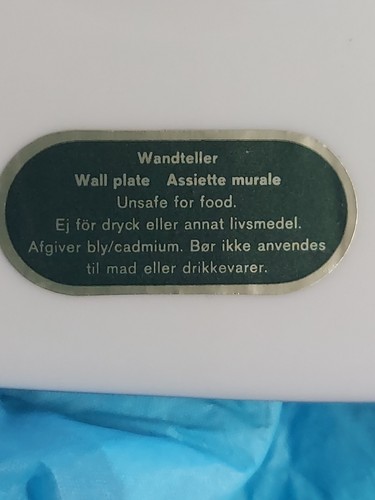 Wandteller
Wall plate Assiette murale
Unsafe for food.
Ej för dryck eller annat livsmedel.
Afgiver bly/cadmium. Bør ikke anvendes
til mad eller drikkevarer.